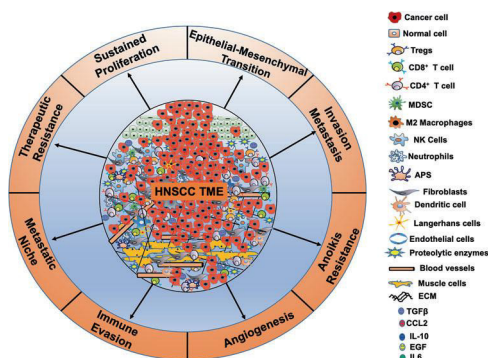 Sustained
Proliferation
Epithelial-Mesenchymal
Transition
Invasion
Metastasis
Anoikis
Resistance
Angiogenesis
Immune
Evasion
Metastatic
Niche
Therapeutic
Resistance
HNSCC TME
Cancer cell
Normal cell
Tregs
CD8⁺ T cell
CD4⁺ T cell
MDSC
M2 Macrophages
NK Cells
Neutrophils
APS
Fibroblasts
Dendritic cell
Langerhans cells
Endothelial cells
Proteolytic enzymes
Blood vessels
Muscle cells
ECM
TGFβ
CCL2
IL-10
EGF
IL6